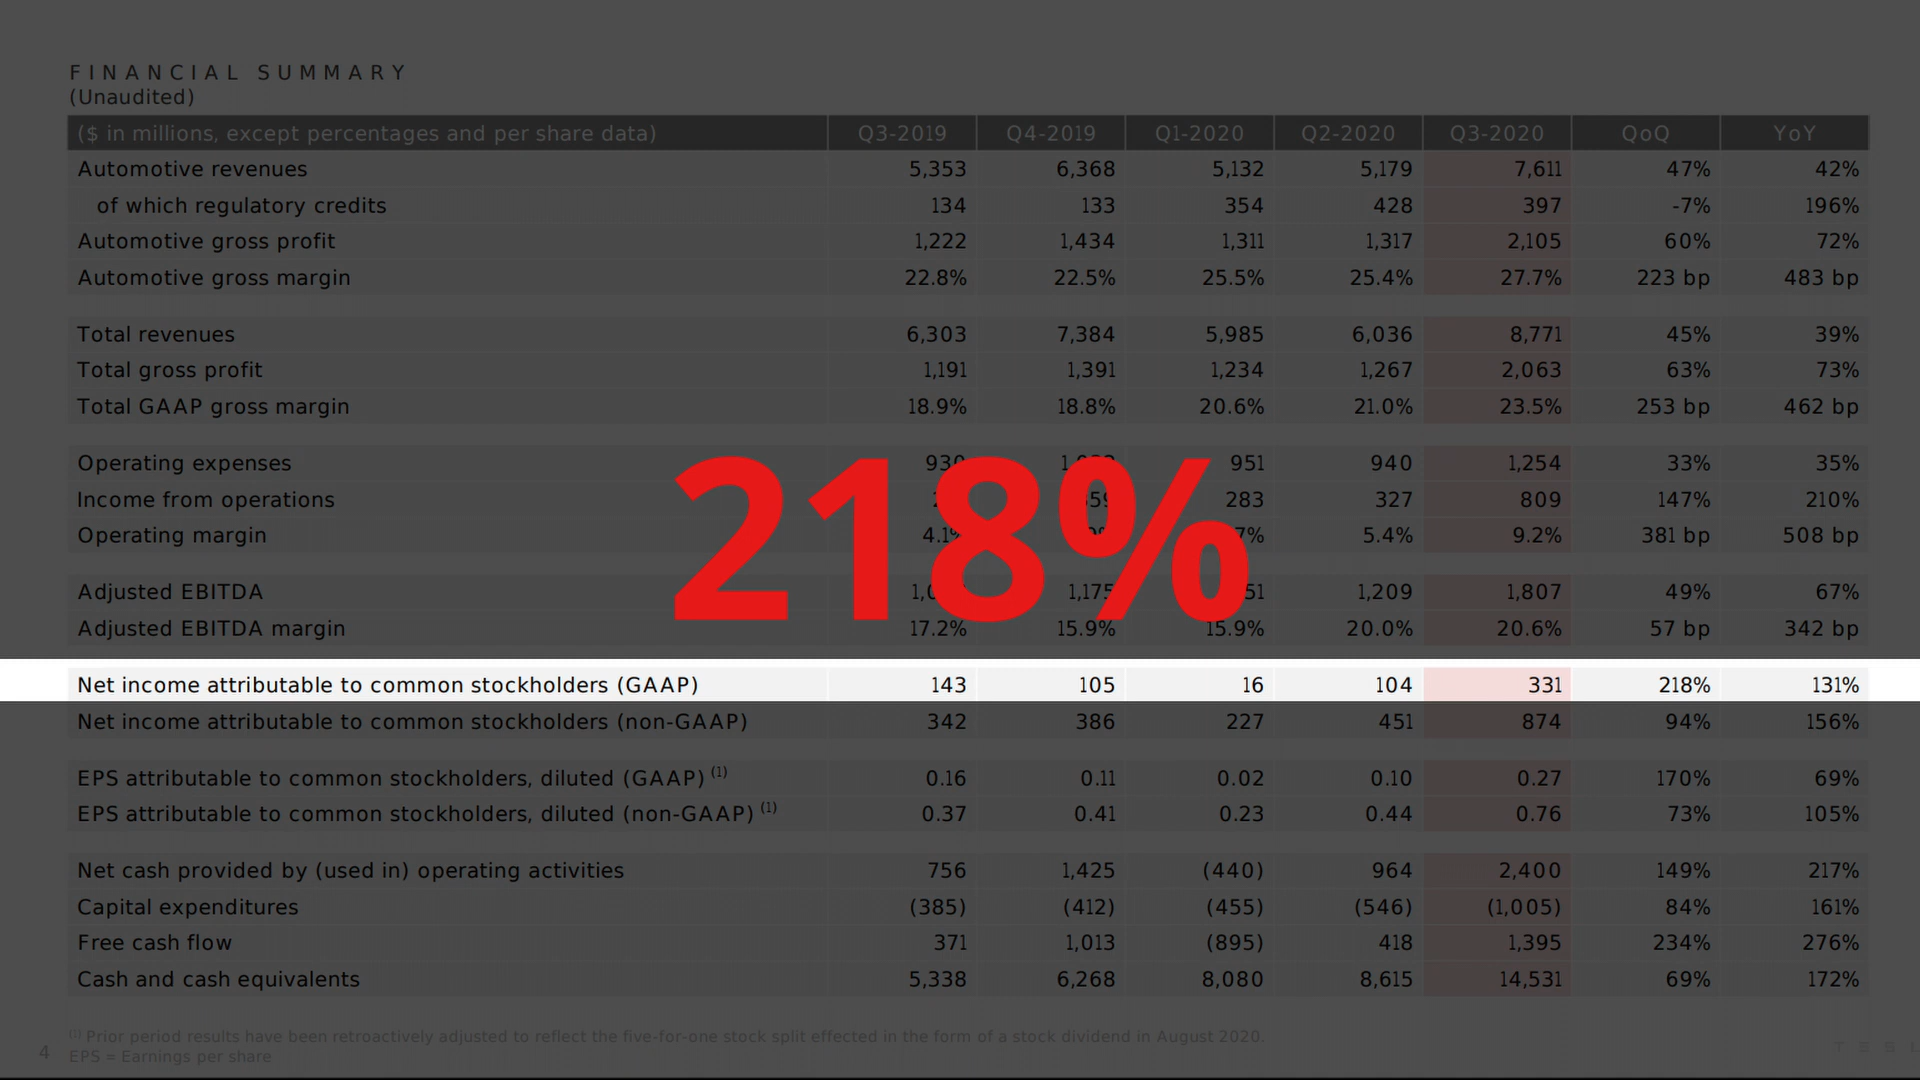 FINANCIAL SUMMARY
(Unaudited)
($ in millions, except percentages and per share data) Q3-2019 Q4-2019 Q1-2020 Q2-2020 Q3-2020 QoQ YoY
Automotive revenues 5,353 6,368 5,132 5,179 7,611 47% 42%
of which regulatory credits 134 133 354 428 397 -7% 196%
Automotive gross profit 1,222 1,434 1,311 1,317 2,105 60% 72%
Automotive gross margin 22.8% 22.5% 25.5% 25.4% 27.7% 223 bp 483 bp
Total revenues 6,303 7,384 5,985 6,036 8,771 45% 39%
Total gross profit 1,191 1,391 1,234 1,267 2,063 63% 73%
Total GAAP gross margin 18.9% 18.8% 20.6% 21.0% 23.5% 253 bp 462 bp
Operating expenses 930 951 940 1,254 33% 35%
Income from operations 283 327 809 147% 210%
Operating margin 4.1% 5.4% 9.2% 381 bp 508 bp
218%
Adjusted EBITDA 1,175 1,209 1,807 49% 67%
Adjusted EBITDA margin 17.2% 15.9% 15.9% 20.0% 20.6% 57 bp 342 bp
Net income attributable to common stockholders (GAAP) 143 105 16 104 331 218% 131%
Net income attributable to common stockholders (non-GAAP) 342 386 227 451 874 94% 156%
EPS attributable to common stockholders, diluted (GAAP) (1) 0.16 0.11 0.02 0.10 0.27 170% 69%
EPS attributable to common stockholders, diluted (non-GAAP) (1) 0.37 0.41 0.23 0.44 0.76 73% 105%
Net cash provided by (used in) operating activities 756 1,425 (440) 964 2,400 149% 217%
Capital expenditures (385) (412) (455) (546) (1,005) 84% 161%
Free cash flow 371 1,013 (895) 418 1,395 234% 276%
Cash and cash equivalents 5,338 6,268 8,080 8,615 14,531 69% 172%
(1) Prior period results have been retroactively adjusted to reflect the five-for-one stock split effected in the form of a stock dividend in August 2020.
4 EPS = Earnings per share